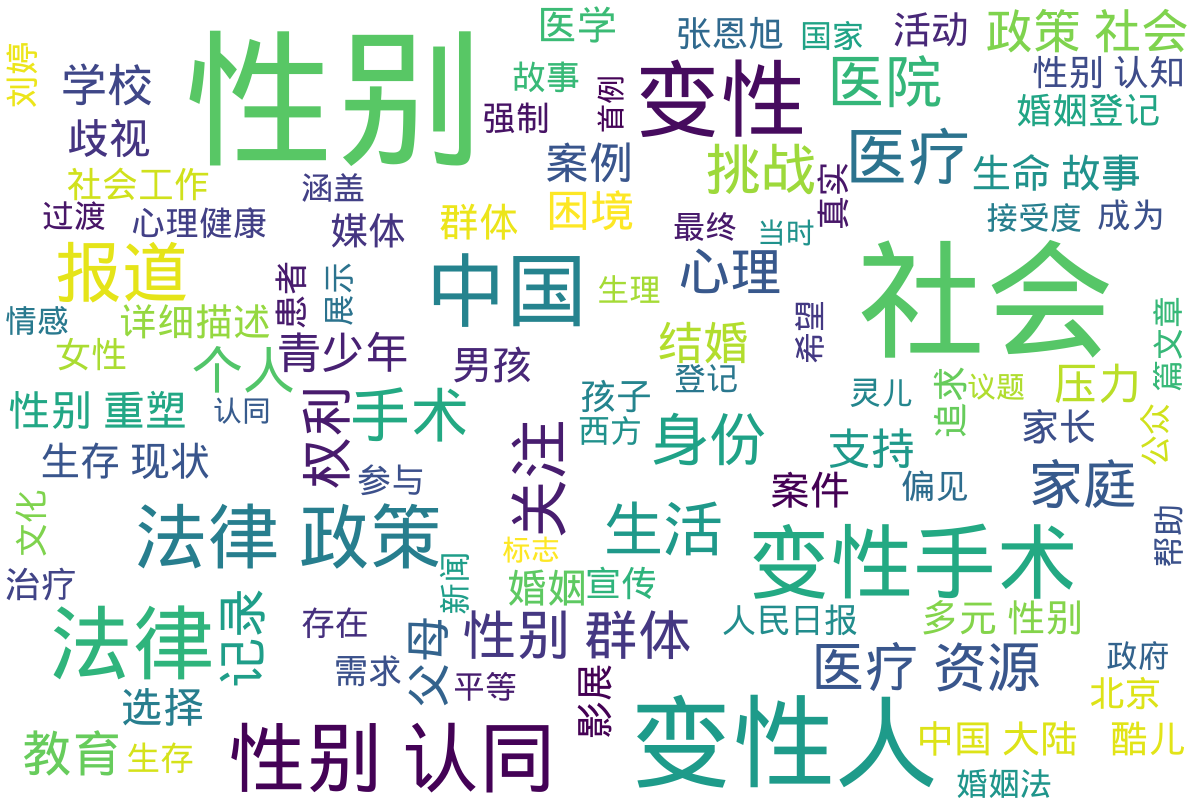 性别
社会
变性人
变性手术
性别 认同
变性
中国
法律 政策
法律
医学
张恩旭
国家
活动
政策 社会
刘婷
学校
故事
强制
首例
医院
性别 认知
婚姻登记
歧视
案例
挑战
医疗
生命 故事
社会工作
涵盖
困境
真实
过渡
心理健康
媒体
群体
最终
当时
接受度
成为
报道
患者
展示
生理
心理
希望
情感
详细描述
女性
个人
青少年
男孩
结婚
登记
篇文章
性别 重塑
认同
权利
手术
孩子
西方
灵儿
追求
议题
压力
公众
关注
身份
支持
家长
生存 现状
参与
案件
偏见
家庭
文化
生活
帮助
标志
治疗
新闻
婚姻
宣传
记录
存在
父母
性别 群体
人民日报
多元 性别
需求
平等
影展
医疗 资源
政府
选择
北京
教育
生存
中国 大陆
酷儿
婚姻法